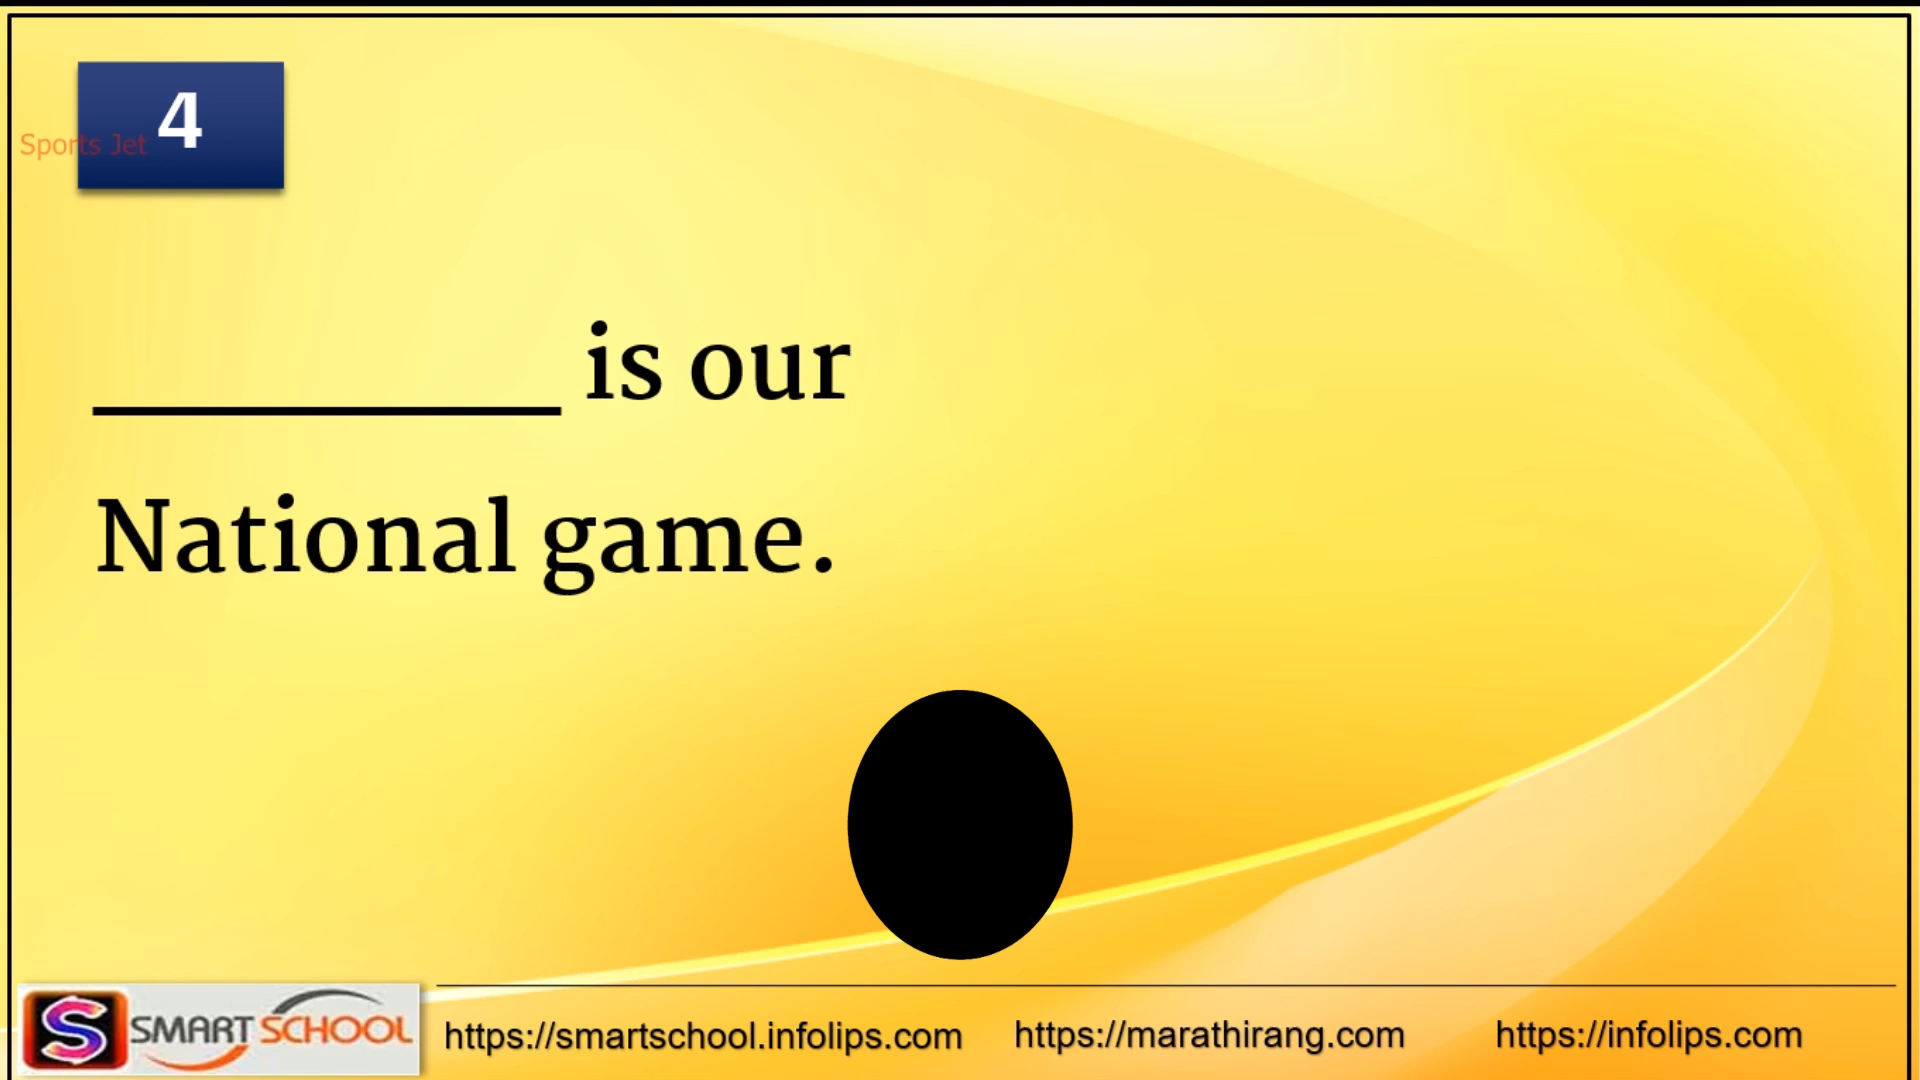 4
Sports Jet
__________ is our
National game.
S SMART SCHOOL
https://smartschool.infolips.com https://marathirang.com https://infolips.com